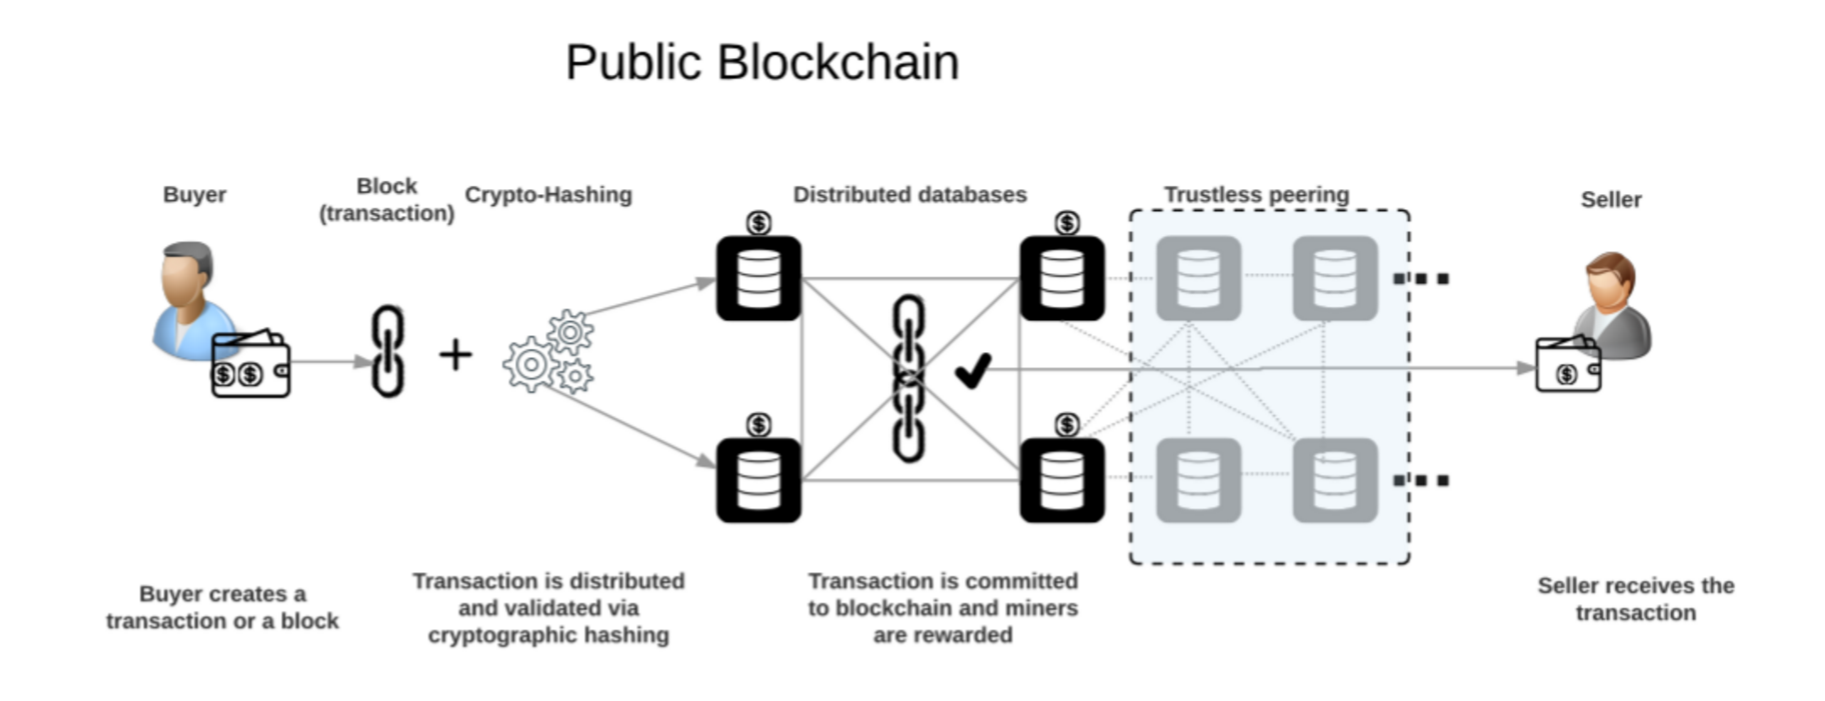 Public Blockchain
Buyer
Block
(transaction)
Crypto-Hashing
Distributed databases
Trustless peering
Seller
$
$
$ $
$
$
$
Buyer creates a
transaction or a block
Transaction is distributed
and validated via
cryptographic hashing
Transaction is committed
to blockchain and miners
are rewarded
Seller receives the
transaction